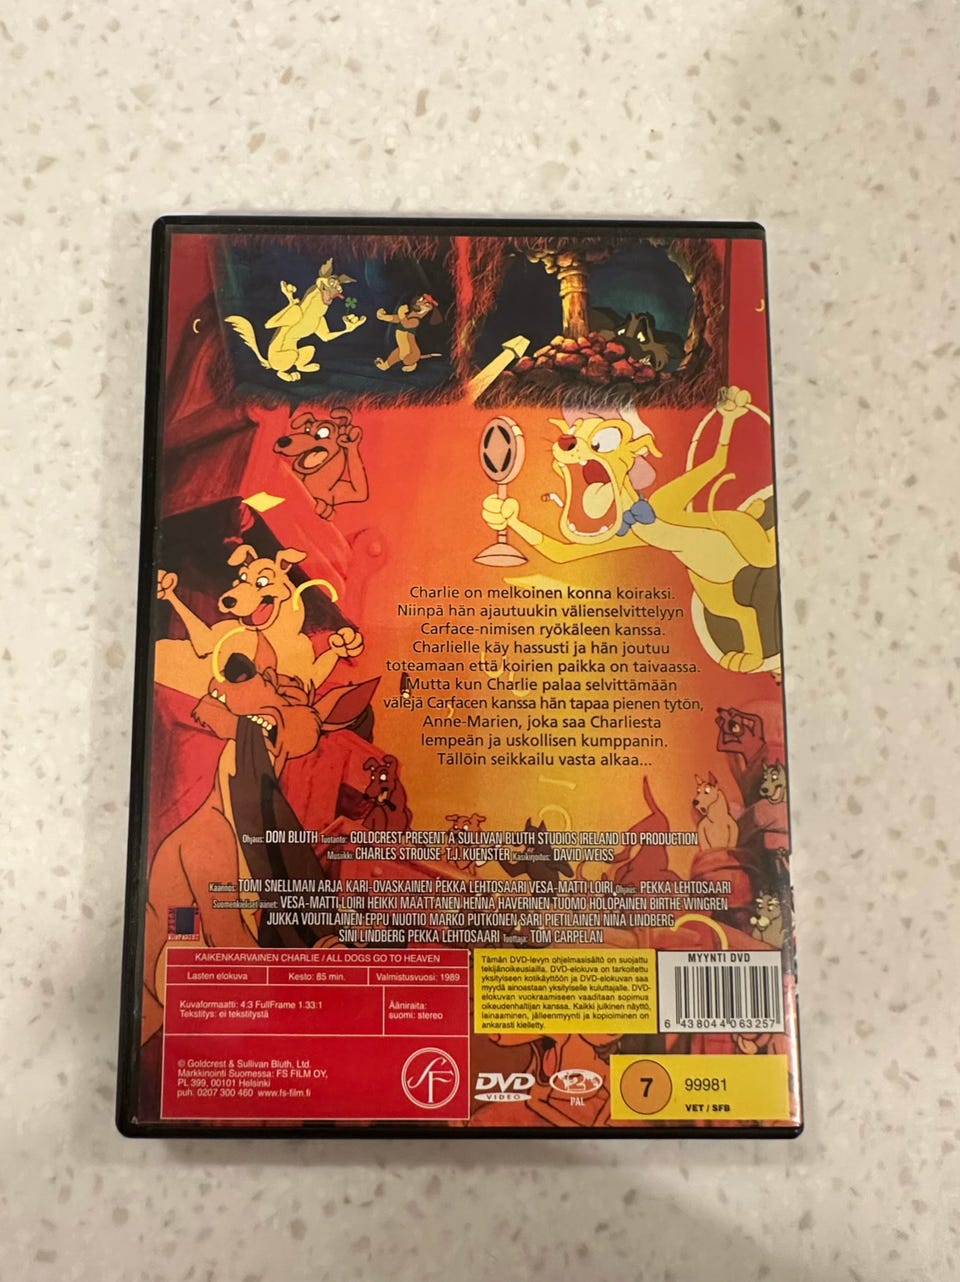 Charlie on melkoinen konna koiraksi.
Niinpä hän ajautuukin välienselvittelyyn
Carface-nimisen ryökäleen kanssa.
Charlielle käy hassusti ja hän joutuu
toteamaan että koirien paikka on taivaassa.
Mutta kun Charlie palaa selvittämään
välejä Carfacen kanssa hän tapaa pienen tytön,
Anne-Marien, joka saa Charliesta
lempeän ja uskollisen kumppanin.
Tällöin seikkailu vasta alkaa...
Ohjaus: DON BLUTH Tuotanto: GOLDCREST PRESENT A SULLIVAN BLUTH STUDIOS IRELAND LTD PRODUCTION
Musiikki: CHARLES STROUSE T.J. KUENSTER Käsikirjoitus: DAVID WEISS
Käännös: TOMI SNELLMAN ARJA KARI-OVASKAINEN PEKKA LEHTOSAARI VESA-MATTI LOIRI Ohjaus: PEKKA LEHTOSAARI
Suomenkieliset äänet: VESA-MATTI LOIRI HEIKKI MÄÄTTÄNEN HENNA HAVERINEN TUOMO HOLOPAINEN BIRTHE WINGREN
JUKKA VOUTILAINEN EPPU NUOTIO MARKO PUTKONEN SARI PIETILÄINEN NINA LINDBERG
SINI LINDBERG PEKKA LEHTOSAARI Tuottaja: TOM CARPELAN
KAIKENKARVAINEN CHARLIE / ALL DOGS GO TO HEAVEN
Lasten elokuva Kesto: 85 min. Valmistusvuosi: 1989
Kuvaformaatti: 4:3 FullFrame 1.33:1
Tekstitys: ei tekstitystä
Ääniraita:
suomi: stereo
© Goldcrest & Sullivan Bluth, Ltd.
Markkinointi Suomessa: FS FILM OY,
PL 399, 00101 Helsinki
puh. 0207 300 460 www.fs-film.fi
SF
Tämän DVD-levyn ohjelmasisältö on suojattu
tekijänoikeusilla. DVD-elokuva on tarkoitettu
yksityiseen kotikäyttöön ja DVD-elokuvan saa
myydä ainoastaan yksityiselle kuluttajalle. DVD-
elokuvan vuokraamiseen vaaditaan sopimus
oikeudenhaltijan kanssa. Kaikki julkinen näyttö,
lainaaminen, jälleenmyynti ja kopioiminen on
ankarasti kielletty.
MYYNTI DVD
6 438044 063257
DVD
VIDEO
2
PAL
7
99981
VET / SFB